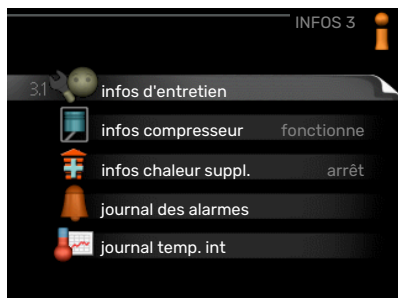 INFOS 3
3.1 infos d'entretien
infos compresseur fonctionne
infos chaleur suppl. arrêt
journal des alarmes
journal temp. int